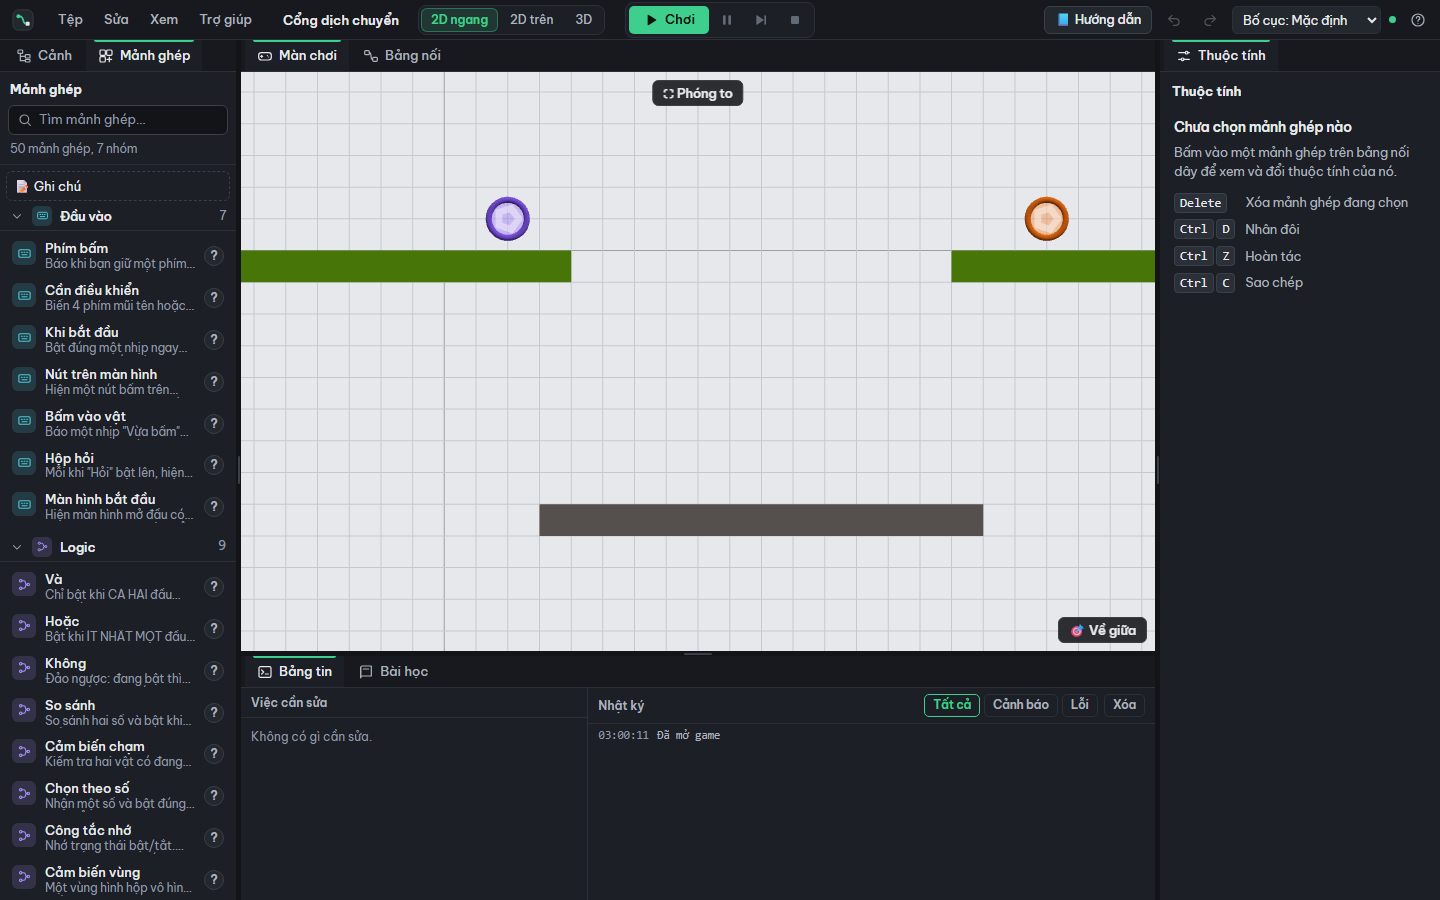 Tệp Sửa Xem Trợ giúp Cổng dịch chuyển 2D ngang 2D trên 3D Chơi Hướng dẫn Bố cục: Mặc định
Cảnh Mảnh ghép
Màn chơi Bảng nối
Thuộc tính
Mảnh ghép
Tìm mảnh ghép...
50 mảnh ghép, 7 nhóm
Ghi chú
Đầu vào 7
Phím bấm
Báo khi bạn giữ một phím...
Cần điều khiển
Biến 4 phím mũi tên hoặc...
Khi bắt đầu
Bật đúng một nhịp ngay...
Nút trên màn hình
Hiện một nút bấm trên...
Bấm vào vật
Báo một nhịp "Vừa bấm"...
Hộp hỏi
Mỗi khi "Hỏi" bật lên, hiện...
Màn hình bắt đầu
Hiện màn hình mở đầu có...
Logic 9
Và
Chỉ bật khi CẢ HAI đầu...
Hoặc
Bật khi ÍT NHẤT MỘT đầu...
Không
Đảo ngược: đang bật thì...
So sánh
So sánh hai số và bật khi...
Cảm biến chạm
Kiểm tra hai vật có đang...
Chọn theo số
Nhận một số và bật đúng...
Công tắc nhớ
Nhớ trạng thái bật/tắt....
Cảm biến vùng
Một vùng hình hộp vô hìn...
Phóng to
Về giữa
Bảng tin Bài học
Việc cần sửa
Không có gì cần sửa.
Nhật ký Tất cả Cảnh báo Lỗi Xóa
03:00:11 Đã mở game
Thuộc tính
Chưa chọn mảnh ghép nào
Bấm vào một mảnh ghép trên bảng nối
dây để xem và đổi thuộc tính của nó.
Delete Xóa mảnh ghép đang chọn
Ctrl D Nhân đôi
Ctrl Z Hoàn tác
Ctrl C Sao chép